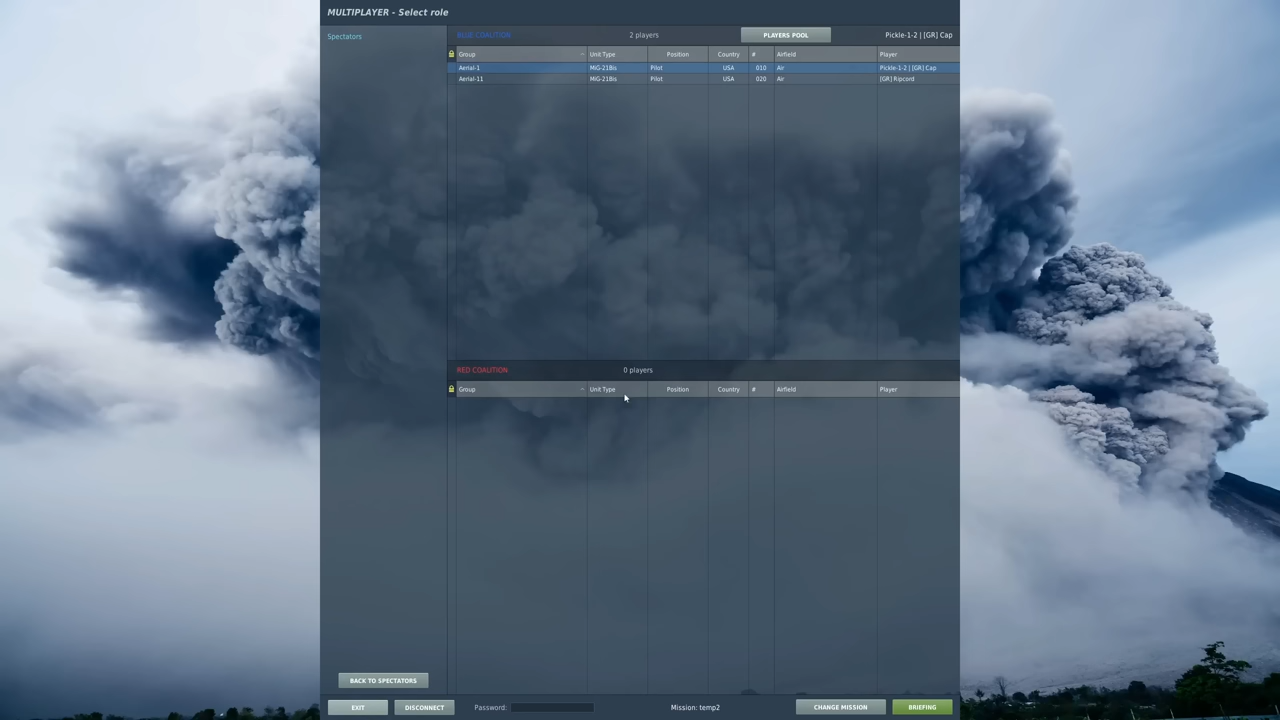 MULTIPLAYER - Select role
Spectators
BLUE COALITION 2 players PLAYERS POOL Pickle-1-2 | [GR] Cap
Group Unit Type Position Country # Airfield Player
Aerial-1 MiG-21Bis Pilot USA 010 Air Pickle-1-2 | [GR] Cap
Aerial-11 MiG-21Bis Pilot USA 020 Air [GR] Ripcord
RED COALITION 0 players
Group Unit Type Position Country # Airfield Player
BACK TO SPECTATORS
EXIT DISCONNECT Password: Mission: temp2 CHANGE MISSION BRIEFING